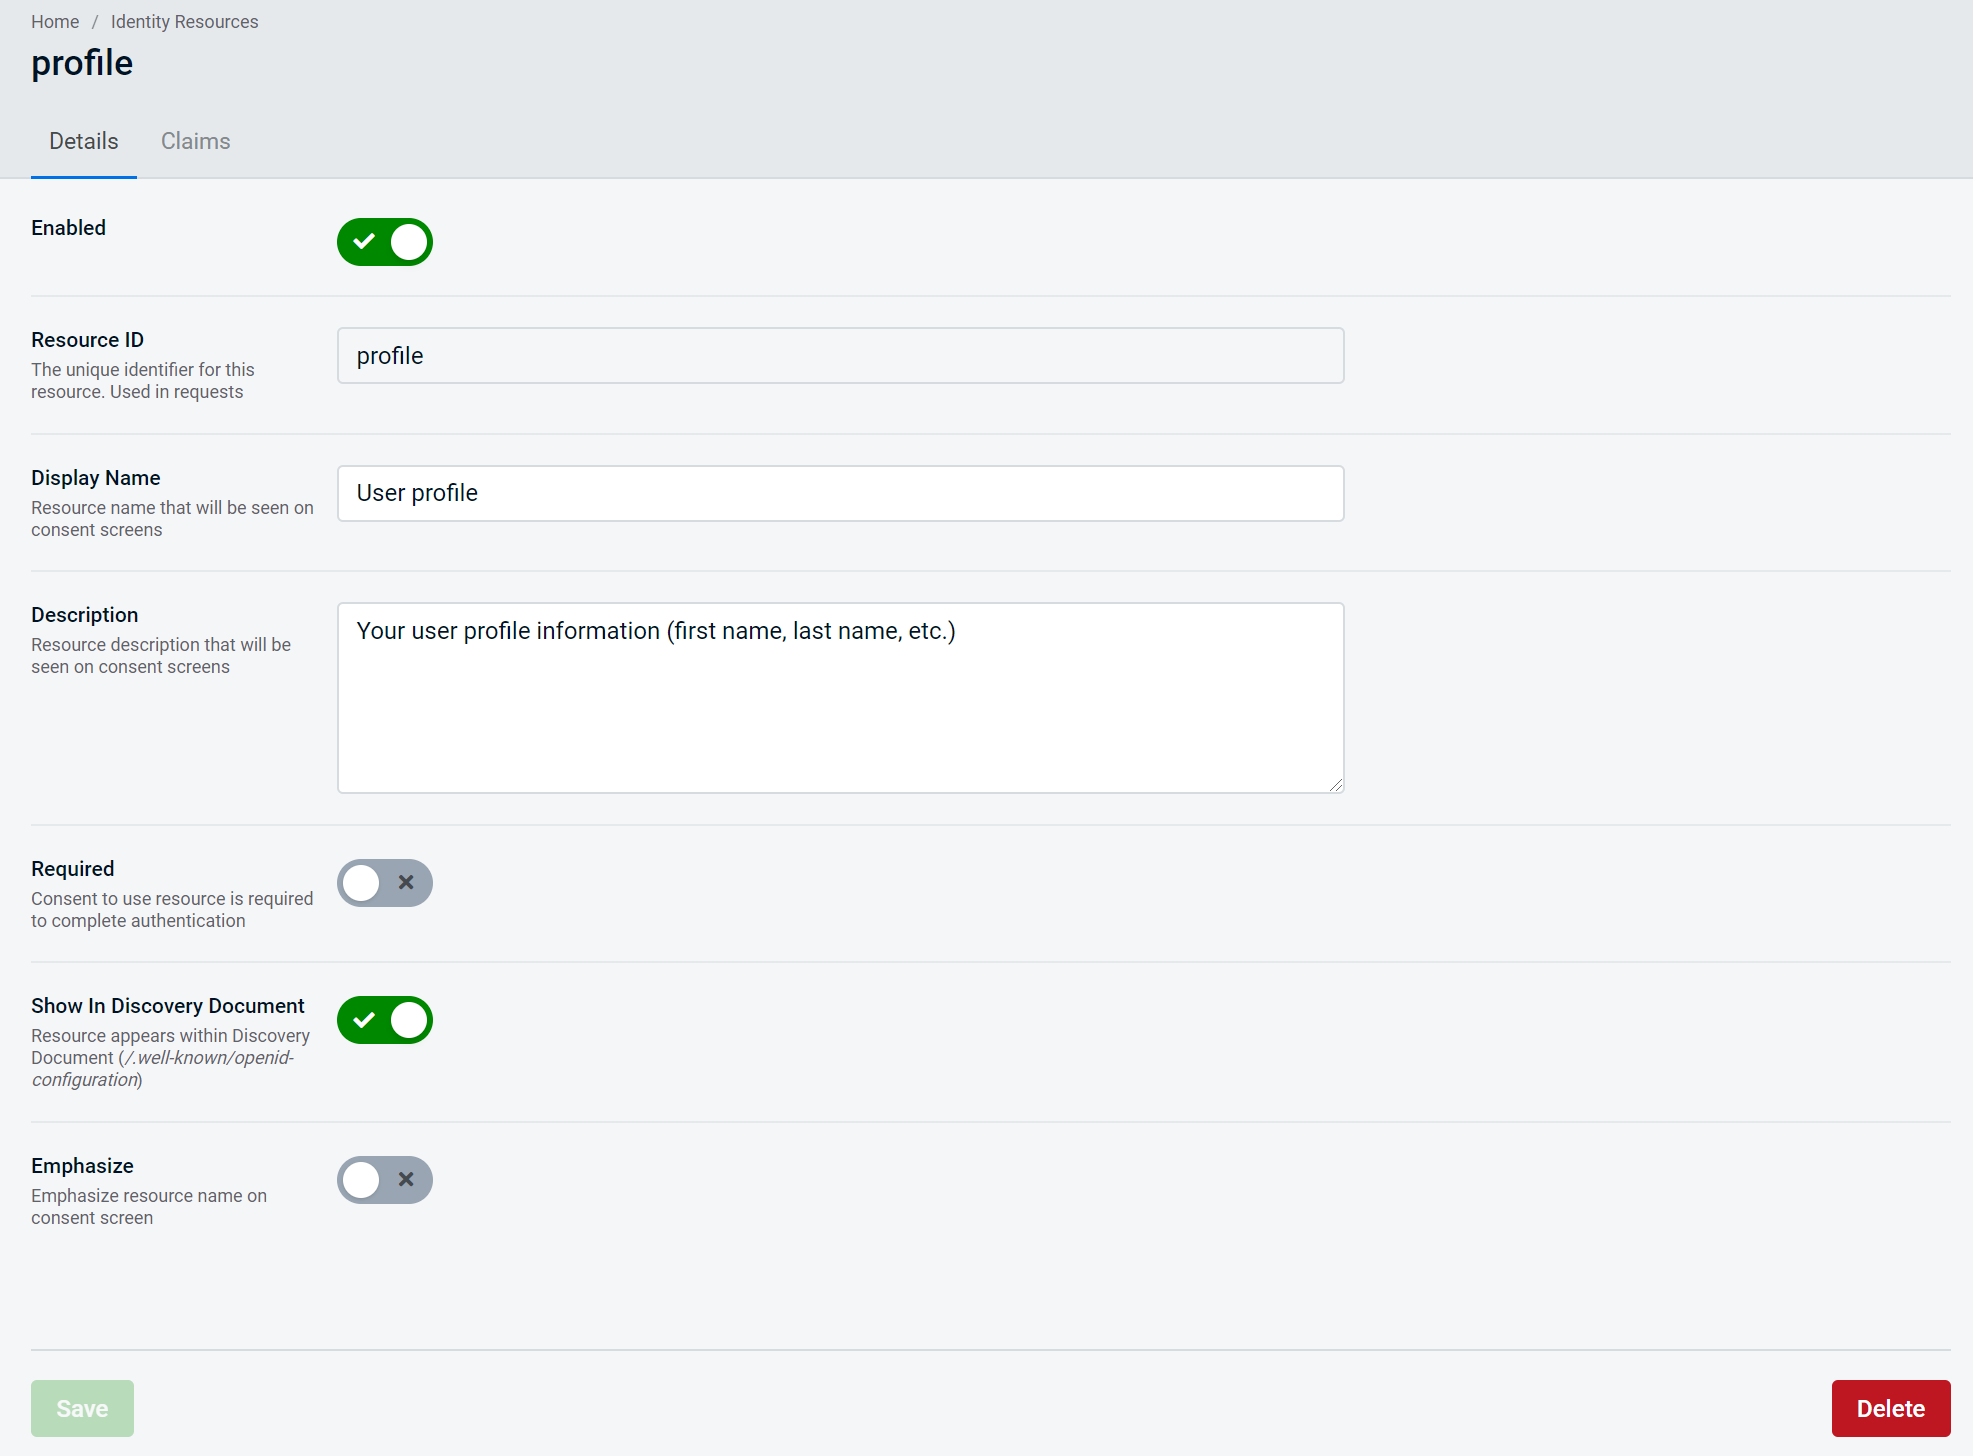 Home / Identity Resources
profile
Details Claims
Enabled
Resource ID
The unique identifier for this
resource. Used in requests
profile
Display Name
Resource name that will be seen on
consent screens
User profile
Description
Resource description that will be
seen on consent screens
Your user profile information (first name, last name, etc.)
Required
Consent to use resource is required
to complete authentication
Show In Discovery Document
Resource appears within Discovery
Document (/.well-known/openid-
configuration)
Emphasize
Emphasize resource name on
consent screen
Save
Delete